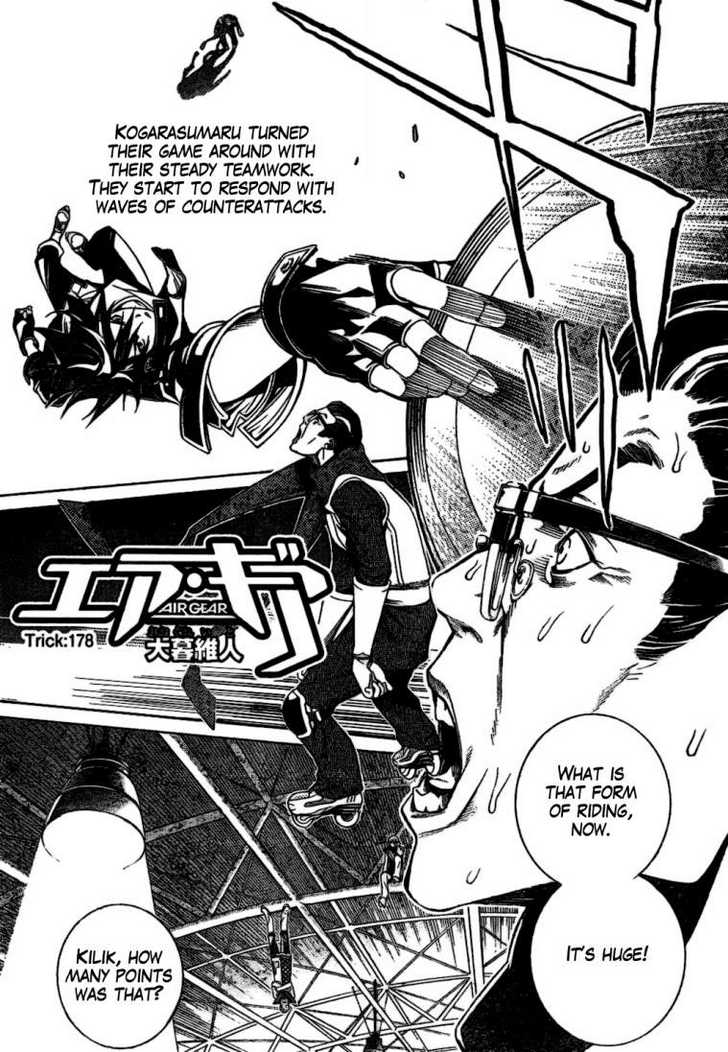 KOGARASUMARU TURNED
THEIR GAME AROUND WITH
THEIR STEADY TEAMWORK.
THEY START TO RESPOND WITH
WAVES OF COUNTERATTACKS.
エア・ギア
AIR GEAR
Trick:178
大暮維人
WHAT IS
THAT FORM
OF RIDING,
NOW.
IT'S HUGE!
KILIK, HOW
MANY POINTS
WAS THAT?